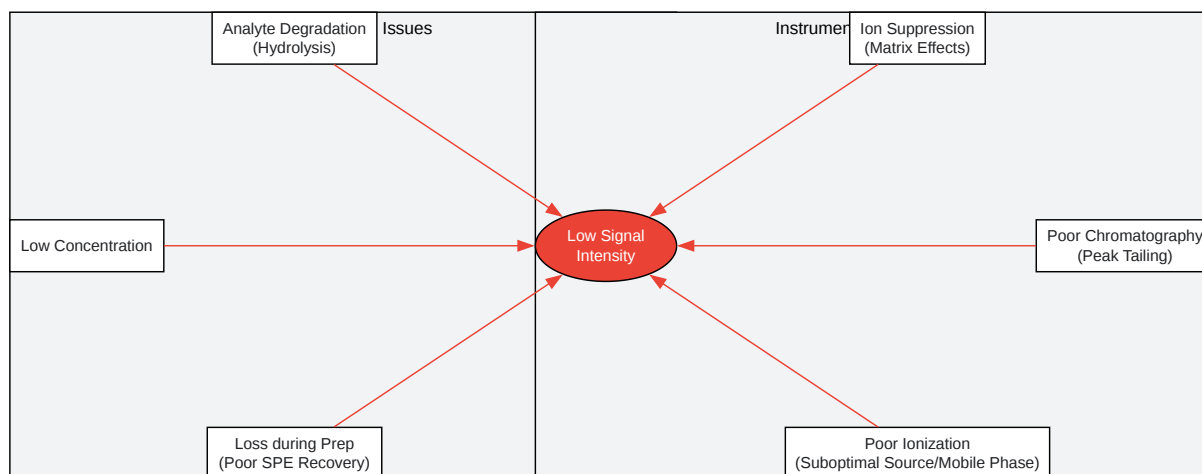 Analyte Degradation
(Hydrolysis)
Issues
Ion Suppression
(Matrix Effects)
Low Concentration
Low Signal
Intensity
Poor Chromatography
(Peak Tailing)
Loss during Prep
(Poor SPE Recovery)
Poor Ionization
(Suboptimal Source/Mobile Phase)